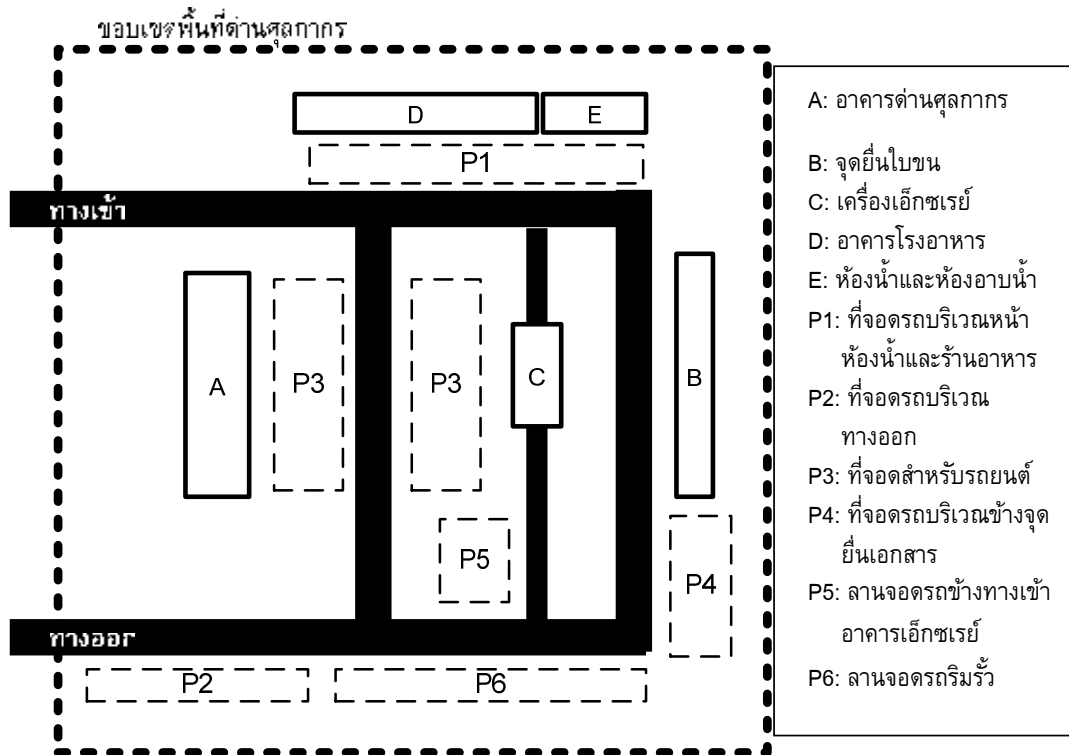 ขอบเขตพื้นที่ด่านศุลกากร
D
E
P1
ทางเข้า
A
P3
P3
C
B
P5
P4
ทางออก
P2
P6
A: อาคารด่านศุลกากร
B: จุดยื่นใบขน
C: เครื่องเอ็กซเรย์
D: อาคารโรงอาหาร
E: ห้องน้ำและห้องอาบน้ำ
P1: ที่จอดรถบริเวณหน้า
ห้องน้ำและร้านอาหาร
P2: ที่จอดรถบริเวณ
ทางออก
P3: ที่จอดสำหรับรถยนต์
P4: ที่จอดรถบริเวณข้างจุด
ยื่นเอกสาร
P5: ลานจอดรถข้างทางเข้า
อาคารเอ็กซเรย์
P6: ลานจอดรถริมรั้ว